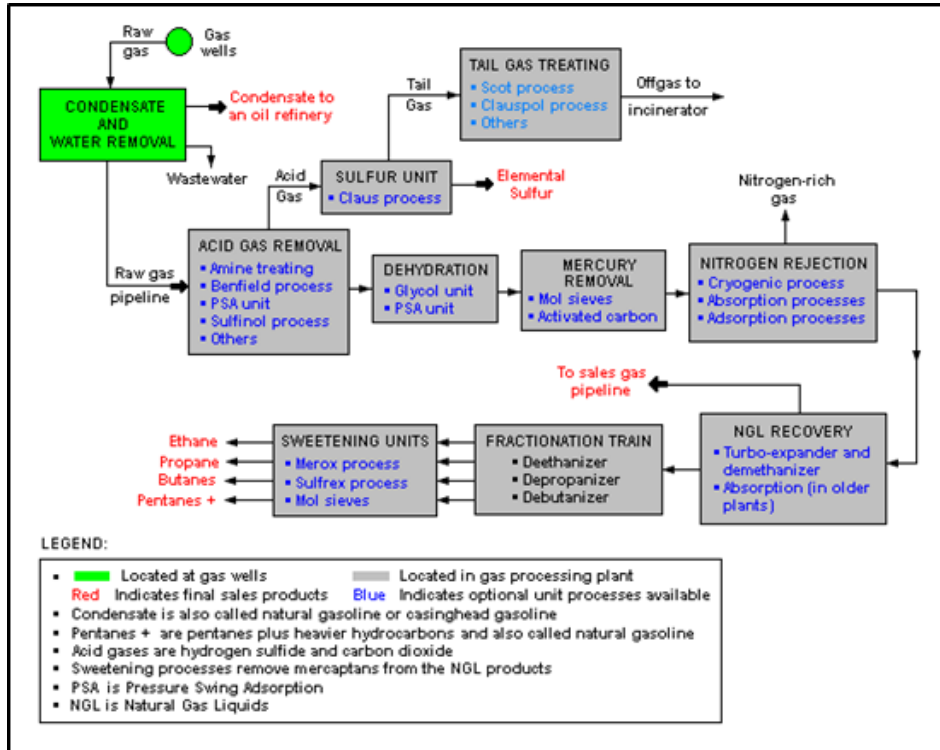 Raw
gas
Gas
wells
CONDENSATE
AND
WATER REMOVAL
Condensate to
an oil refinery
Wastewater
TAIL GAS TREATING
▪ Scot process
▪ Clauspol process
▪ Others
Tail
Gas
Offgas to
incinerator
SULFUR UNIT
▪ Claus process
Acid
Gas
Elemental
Sulfur
Nitrogen-rich
gas
Raw gas
pipeline
ACID GAS REMOVAL
▪ Amine treating
▪ Benfield process
▪ PSA unit
▪ Sulfinol process
▪ Others
DEHYDRATION
▪ Glycol unit
▪ PSA unit
MERCURY
REMOVAL
▪ Mol sieves
▪ Activated carbon
NITROGEN REJECTION
▪ Cryogenic process
▪ Absorption processes
▪ Adsorption processes
To sales gas
pipeline
NGL RECOVERY
▪ Turbo-expander and
demethanizer
▪ Absorption (in older
plants)
FRACTIONATION TRAIN
▪ Deethanizer
▪ Depropanizer
▪ Debutanizer
SWEETENING UNITS
▪ Merox process
▪ Sulfrex process
▪ Mol sieves
Ethane
Propane
Butanes
Pentanes +
LEGEND:
▪ Located at gas wells Located in gas processing plant
Red Indicates final sales products Blue Indicates optional unit processes available
▪ Condensate is also called natural gasoline or casinghead gasoline
▪ Pentanes + are pentanes plus heavier hydrocarbons and also called natural gasoline
▪ Acid gases are hydrogen sulfide and carbon dioxide
▪ Sweetening processes remove mercaptans from the NGL products
▪ PSA is Pressure Swing Adsorption
▪ NGL is Natural Gas Liquids